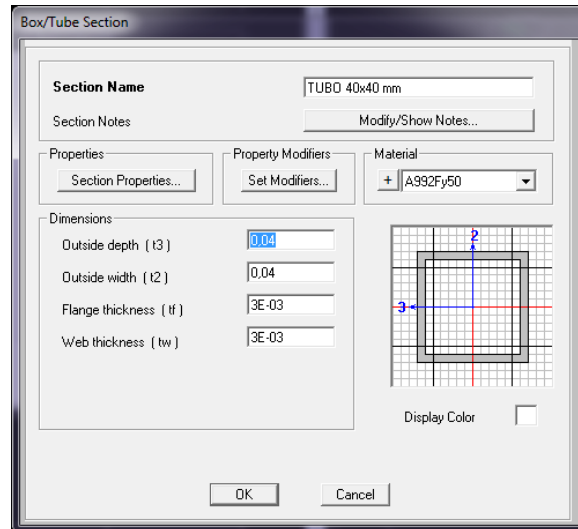 Box/Tube Section
Section Name TUBO 40x40 mm
Section Notes Modify/Show Notes...
Properties Property Modifiers Material
Section Properties... Set Modifiers... + A992Fy50
Dimensions
Outside depth ( t3 ) 0,04
Outside width ( t2 ) 0,04
Flange thickness ( tf ) 3E-03
Web thickness ( tw ) 3E-03
2
3
Display Color
OK Cancel